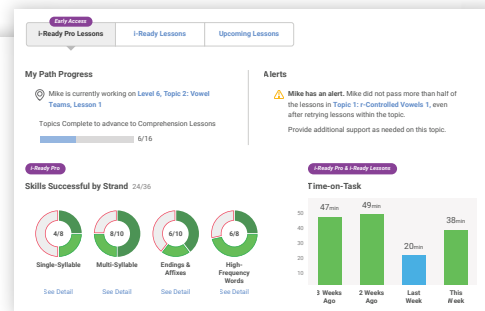 Early Access
i-Ready Pro Lessons
i-Ready Lessons
Upcoming Lessons
My Path Progress
Mike is currently working on Level 6, Topic 2: Vowel
Teams, Lesson 1
Topics Complete to advance to Comprehension Lessons
6/16
Alerts
Mike has an alert. Mike did not pass more than half of
the lessons in Topic 1: r-Controlled Vowels 1, even
after retrying lessons within the topic.
Provide additional support as needed on this topic.
i-Ready Pro
Skills Successful by Strand 24/36
4/8
8/10
6/10
6/8
Single-Syllable
Multi-Syllable
Endings &
Affixes
High-
Frequency
Words
See Detail
See Detail
See Detail
See Detail
i-Ready Pro & i-Ready Lessons
Time-on-Task
50
40
30
20
10
47min
49min
20min
38min
3 Weeks
Ago
2 Weeks
Ago
Last
Week
This
Week